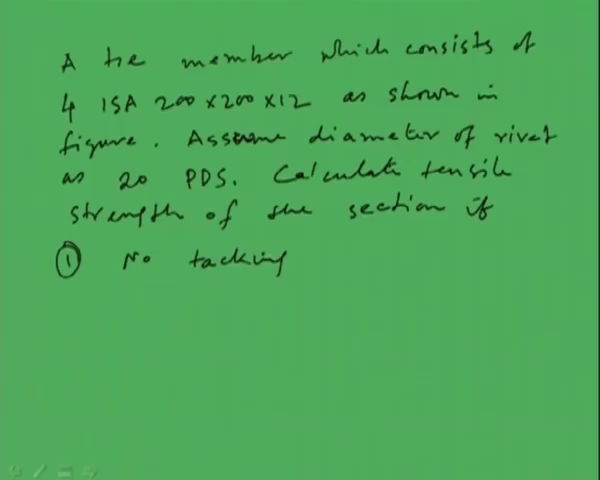 A tie member which consists of
4 ISA 200×200×12 as shown in
figure. Assume diameter of rivet
as 20 PDS. Calculate tensile
strength of the section if
① No tacking